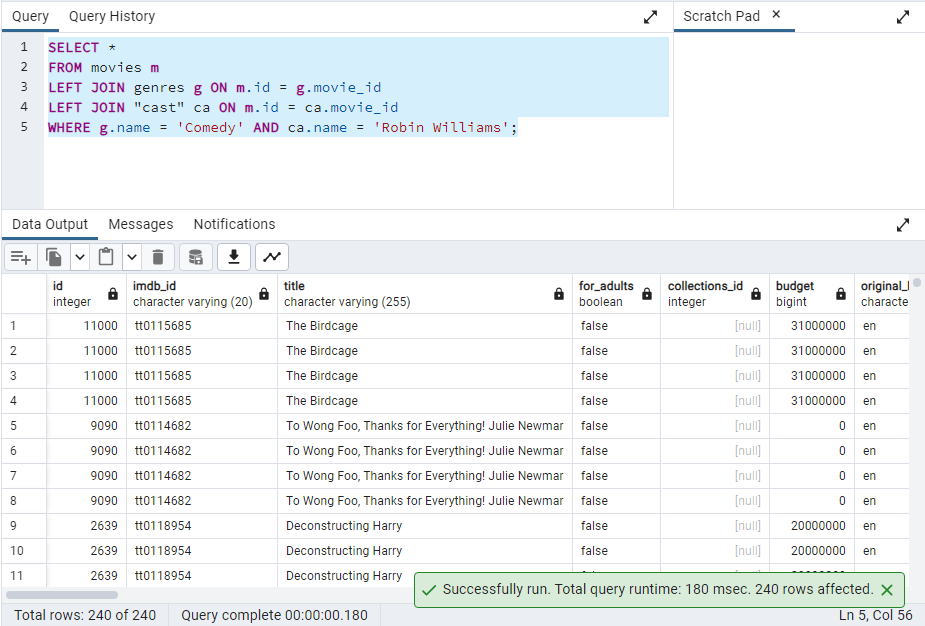 Query Query History Scratch Pad ×
1 SELECT *
2 FROM movies m
3 LEFT JOIN genres g ON m.id = g.movie_id
4 LEFT JOIN "cast" ca ON m.id = ca.movie_id
5 WHERE g.name = 'Comedy' AND ca.name = 'Robin Williams';
Data Output Messages Notifications
id imdb_id title for_adults collections_id budget original_l
integer character varying (20) character varying (255) boolean integer bigint characte
1 11000 tt0115685 The Birdcage false [null] 31000000 en
2 11000 tt0115685 The Birdcage false [null] 31000000 en
3 11000 tt0115685 The Birdcage false [null] 31000000 en
4 11000 tt0115685 The Birdcage false [null] 31000000 en
5 9090 tt0114682 To Wong Foo, Thanks for Everything! Julie Newmar false [null] 0 en
6 9090 tt0114682 To Wong Foo, Thanks for Everything! Julie Newmar false [null] 0 en
7 9090 tt0114682 To Wong Foo, Thanks for Everything! Julie Newmar false [null] 0 en
8 9090 tt0114682 To Wong Foo, Thanks for Everything! Julie Newmar false [null] 0 en
9 2639 tt0118954 Deconstructing Harry false [null] 20000000 en
10 2639 tt0118954 Deconstructing Harry false [null] 20000000 en
11 2639 tt0118954 Deconstructing Harry
Successfully run. Total query runtime: 180 msec. 240 rows affected.
Total rows: 240 of 240 Query complete 00:00:00.180 Ln 5, Col 56